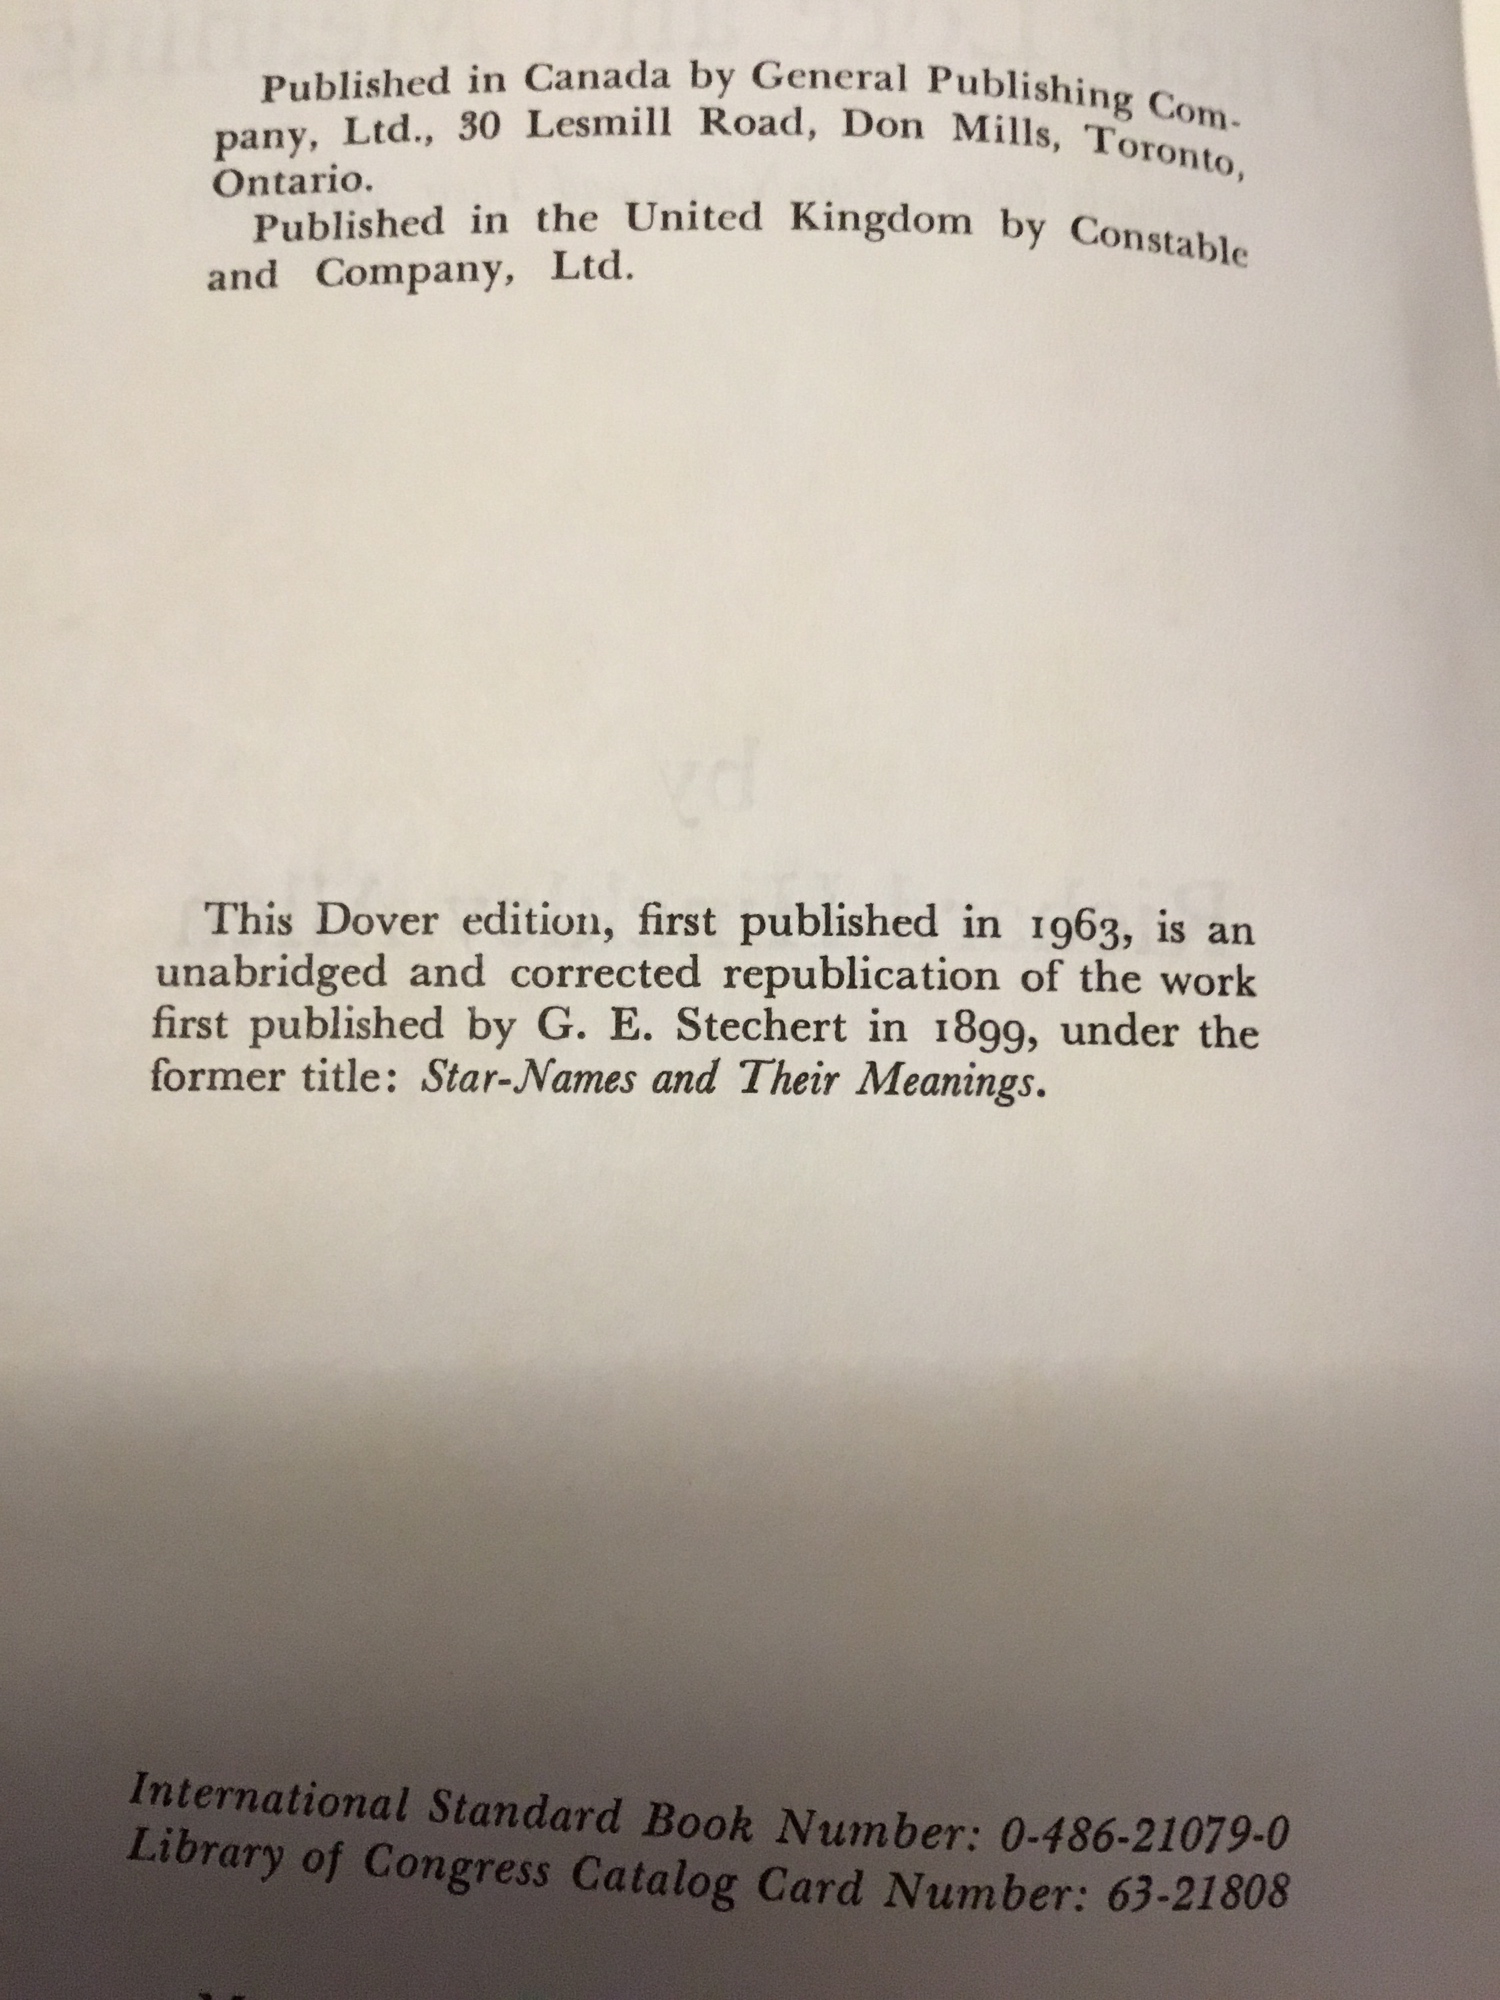 Published in Canada by General Publishing Com-
pany, Ltd., 30 Lesmill Road, Don Mills, Toronto,
Ontario.
Published in the United Kingdom by Constable
and Company, Ltd.
by
This Dover edition, first published in 1963, is an
unabridged and corrected republication of the work
first published by G. E. Stechert in 1899, under the
former title: Star-Names and Their Meanings.
International Standard Book Number: 0-486-21079-0
Library of Congress Catalog Card Number: 63-21808